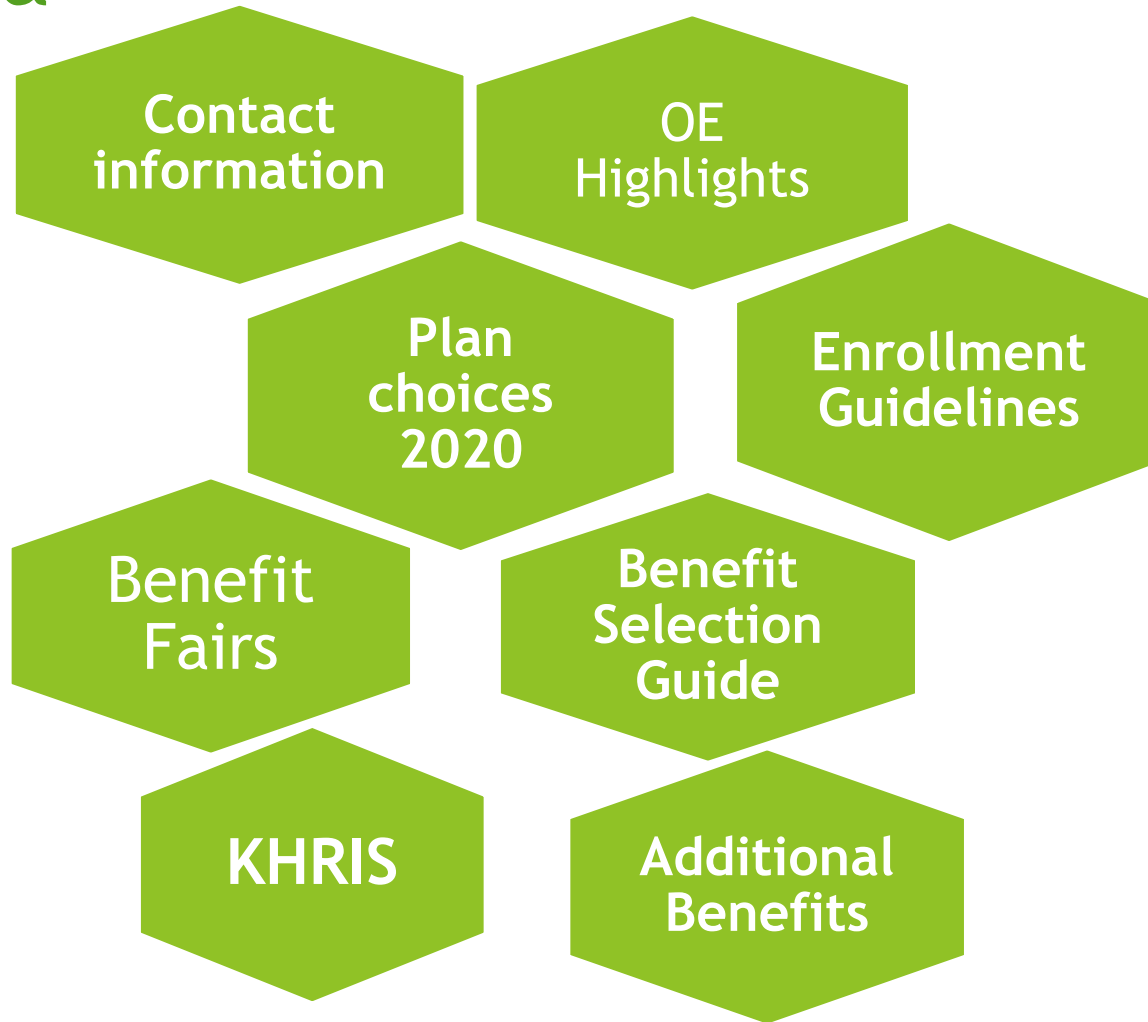 Contact
information
OE
Highlights
Plan
choices
2020
Enrollment
Guidelines
Benefit
Fairs
Benefit
Selection
Guide
KHRIS
Additional
Benefits